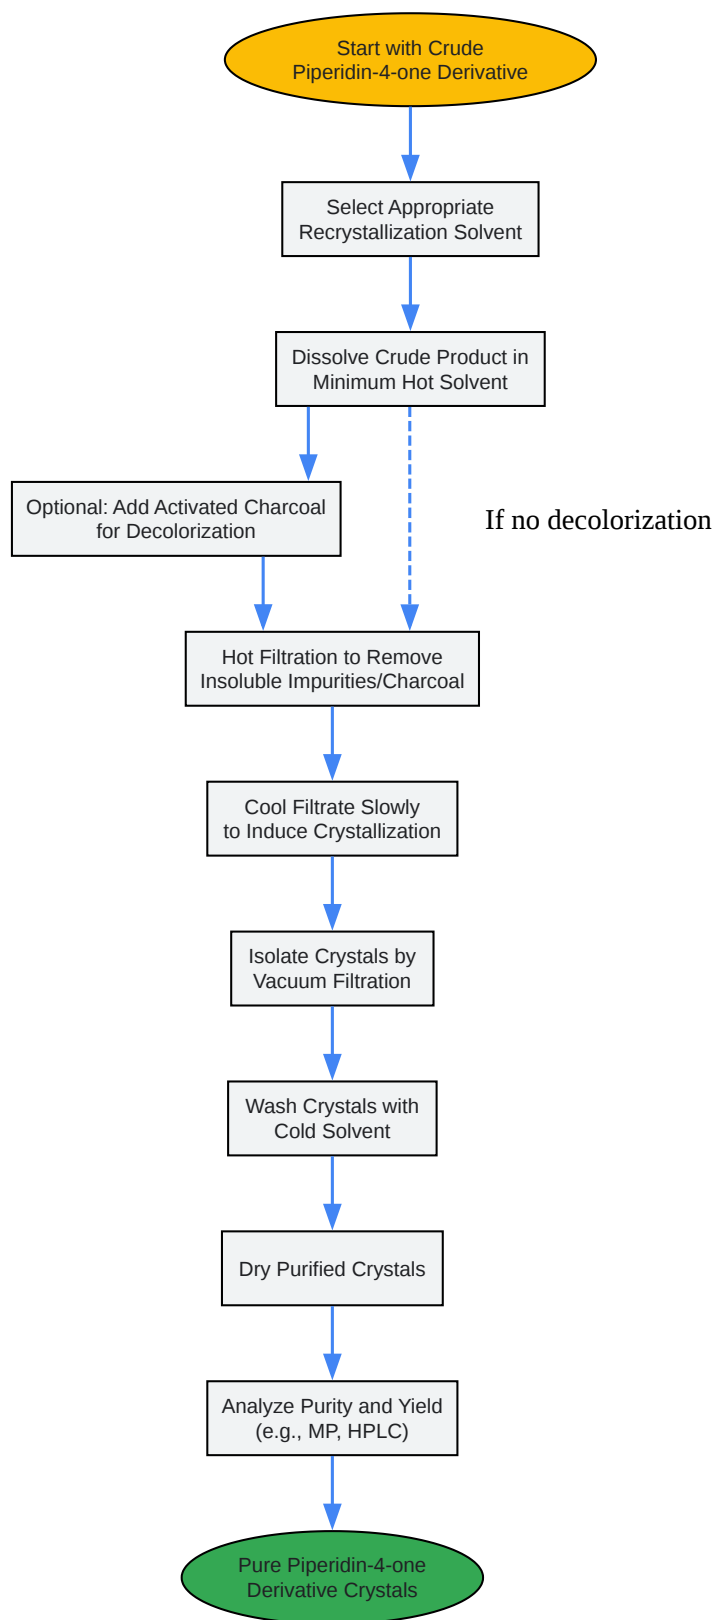 Start with Crude
Piperidin-4-one Derivative
Select Appropriate
Recrystallization Solvent
Dissolve Crude Product in
Minimum Hot Solvent
Optional: Add Activated Charcoal
for Decolorization
If no decolorization
Hot Filtration to Remove
Insoluble Impurities/Charcoal
Cool Filtrate Slowly
to Induce Crystallization
Isolate Crystals by
Vacuum Filtration
Wash Crystals with
Cold Solvent
Dry Purified Crystals
Analyze Purity and Yield
(e.g., MP, HPLC)
Pure Piperidin-4-one
Derivative Crystals